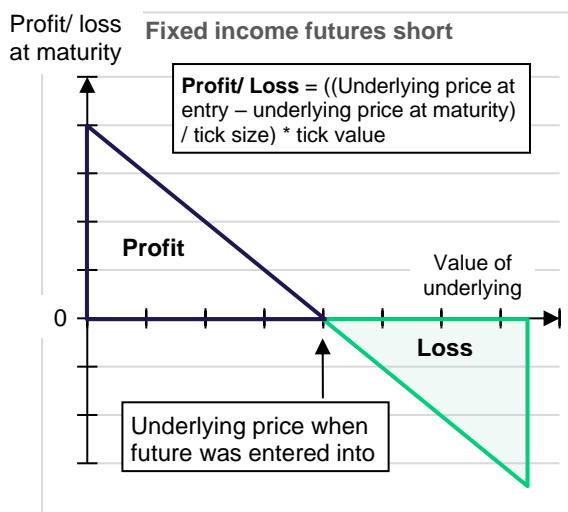 Profit/ loss
at maturity
Fixed income futures short
Profit/ Loss = ((Underlying price at
entry – underlying price at maturity)
/ tick size) * tick value
Profit
Value of
underlying
0
Loss
Underlying price when
future was entered into